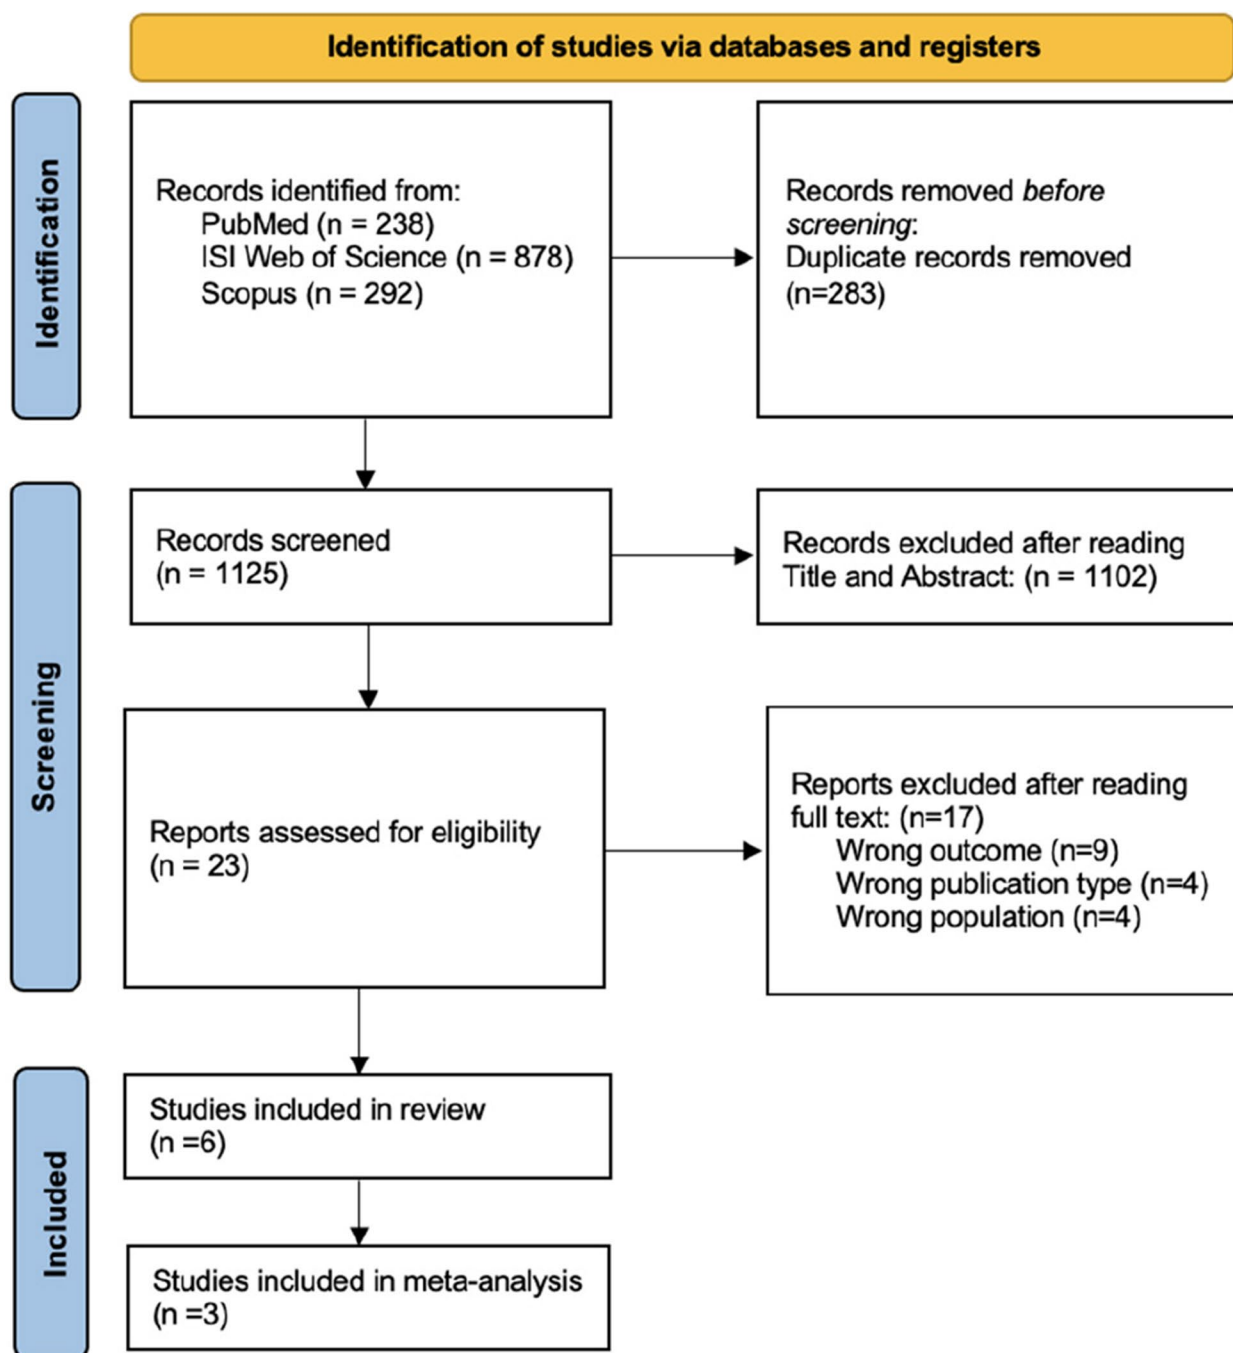 Identification of studies via databases and registers
Identification
Records identified from:
PubMed (n = 238)
ISI Web of Science (n = 878)
Scopus (n = 292)
Records removed before
screening:
Duplicate records removed
(n=283)
Screening
Records screened
(n = 1125)
Records excluded after reading
Title and Abstract: (n = 1102)
Reports assessed for eligibility
(n = 23)
Reports excluded after reading
full text: (n=17)
Wrong outcome (n=9)
Wrong publication type (n=4)
Wrong population (n=4)
Included
Studies included in review
(n =6)
Studies included in meta-analysis
(n =3)